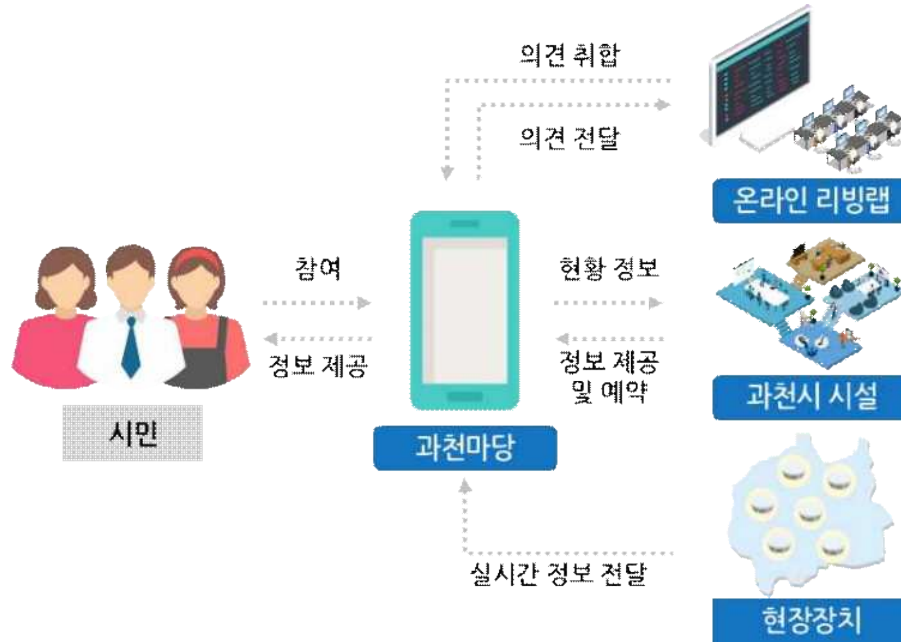 의견 취합
의견 전달
온라인 리빙랩
참여
현황 정보
정보 제공
정보 제공
및 예약
과천시 시설
시민
과천마당
실시간 정보 전달
현장장치